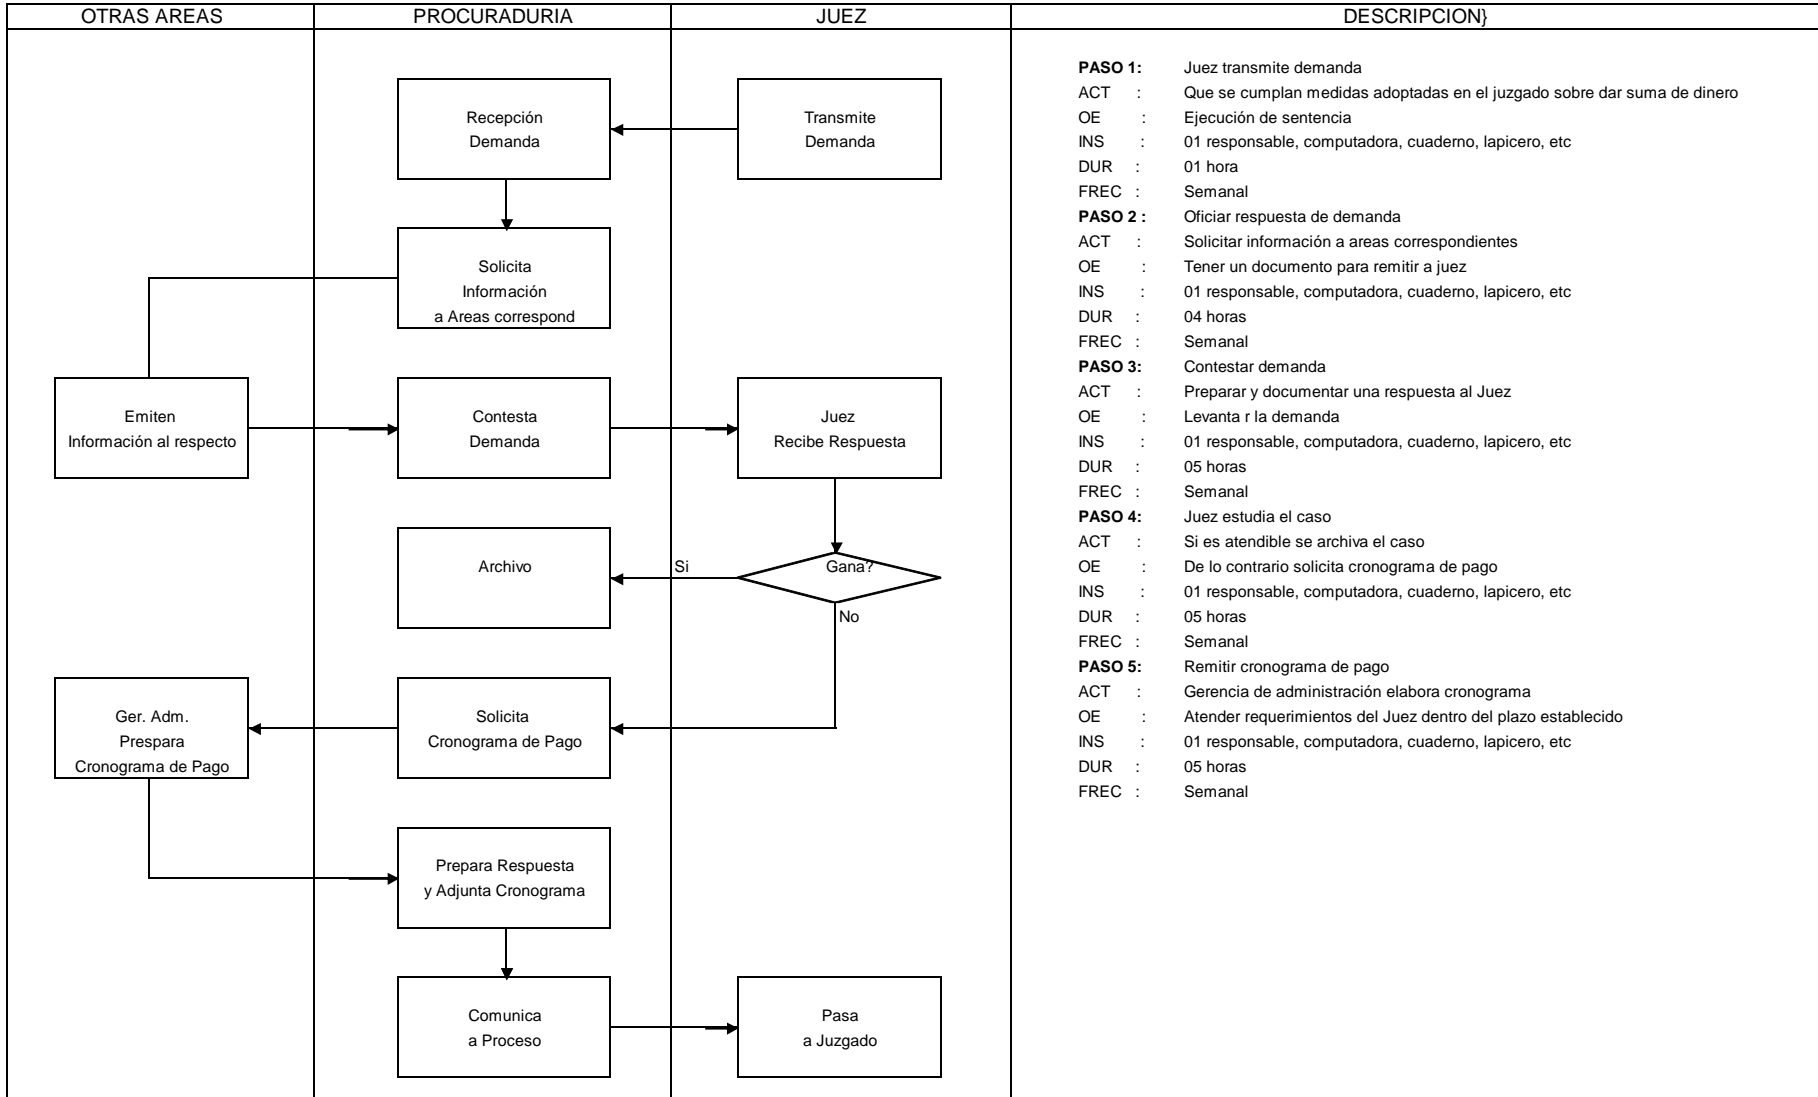 OTRAS AREAS
PROCURADURIA
JUEZ
DESCRIPCION}
Recepción
Demanda
Transmite
Demanda
Solicita
Información
a Areas correspond
Emiten
Información al respecto
Contesta
Demanda
Juez
Recibe Respuesta
Archivo
Si
Gana?
No
Ger. Adm.
Prespara
Cronograma de Pago
Solicita
Cronograma de Pago
Prepara Respuesta
y Adjunta Cronograma
Comunica
a Proceso
Pasa
a Juzgado
PASO 1: Juez transmite demanda
ACT : Que se cumplan medidas adoptadas en el juzgado sobre dar suma de dinero
OE : Ejecución de sentencia
INS : 01 responsable, computadora, cuaderno, lapicero, etc
DUR : 01 hora
FREC : Semanal
PASO 2 : Oficiar respuesta de demanda
ACT : Solicitar información a areas correspondientes
OE : Tener un documento para remitir a juez
INS : 01 responsable, computadora, cuaderno, lapicero, etc
DUR : 04 horas
FREC : Semanal
PASO 3: Contestar demanda
ACT : Preparar y documentar una respuesta al Juez
OE : Levanta r la demanda
INS : 01 responsable, computadora, cuaderno, lapicero, etc
DUR : 05 horas
FREC : Semanal
PASO 4: Juez estudia el caso
ACT : Si es atendible se archiva el caso
OE : De lo contrario solicita cronograma de pago
INS : 01 responsable, computadora, cuaderno, lapicero, etc
DUR : 05 horas
FREC : Semanal
PASO 5: Remitir cronograma de pago
ACT : Gerencia de administración elabora cronograma
OE : Atender requerimientos del Juez dentro del plazo establecido
INS : 01 responsable, computadora, cuaderno, lapicero, etc
DUR : 05 horas
FREC : Semanal